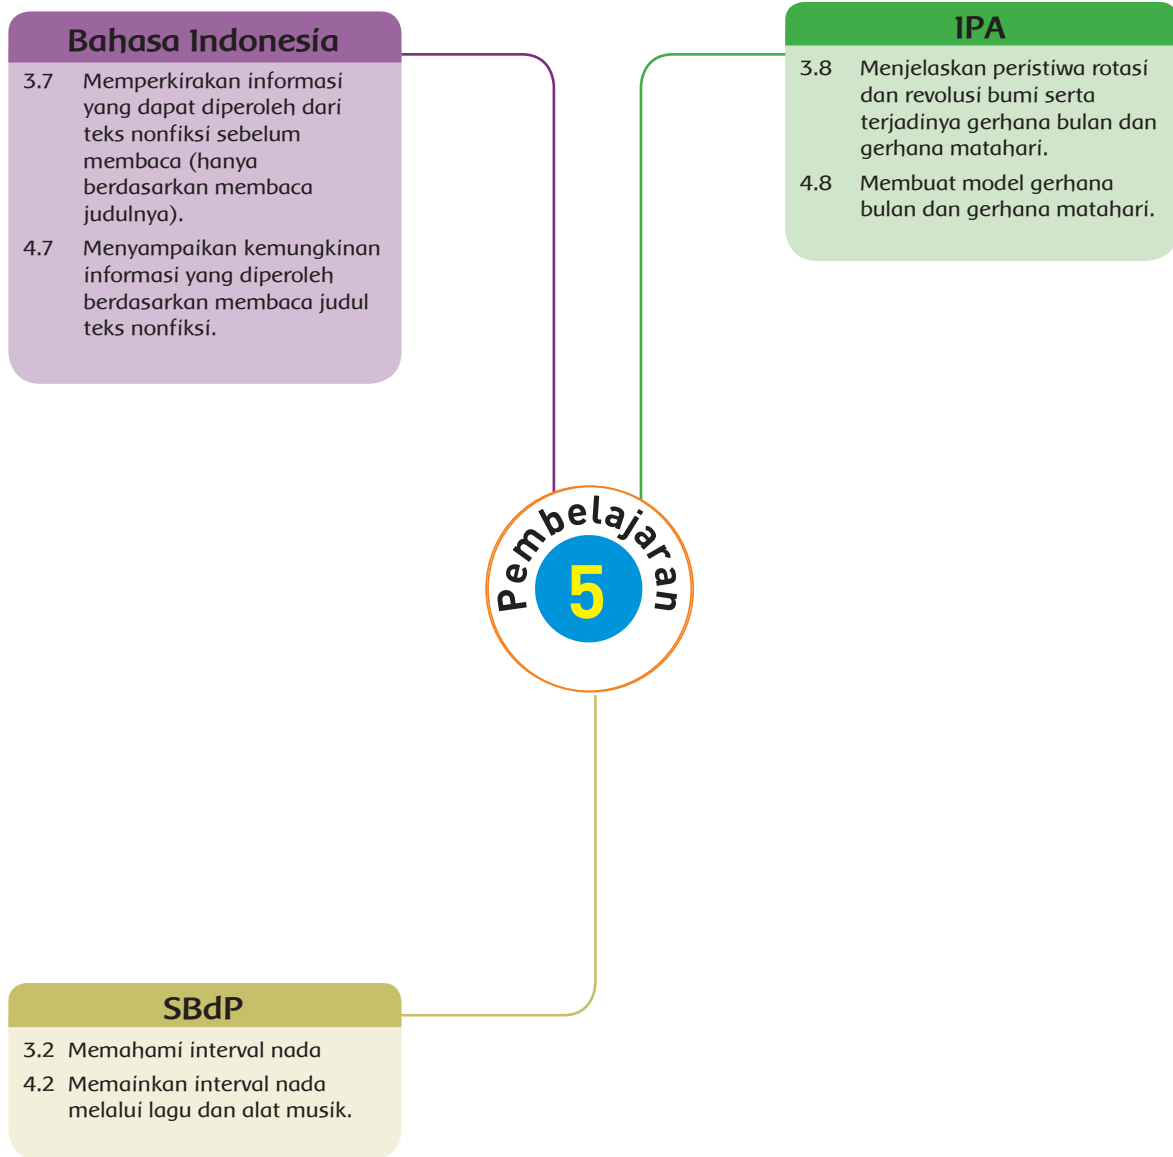 Bahasa Indonesia
3.7 Memperkirakan informasi
yang dapat diperoleh dari
teks nonfiksi sebelum
membaca (hanya
berdasarkan membaca
judulnya).
4.7 Menyampaikan kemungkinan
informasi yang diperoleh
berdasarkan membaca judul
teks nonfiksi.
IPA
3.8 Menjelaskan peristiwa rotasi
dan revolusi bumi serta
terjadinya gerhana bulan dan
gerhana matahari.
4.8 Membuat model gerhana
bulan dan gerhana matahari.
Pembelajaran
5
SBdP
3.2 Memahami interval nada
4.2 Memainkan interval nada
melalui lagu dan alat musik.